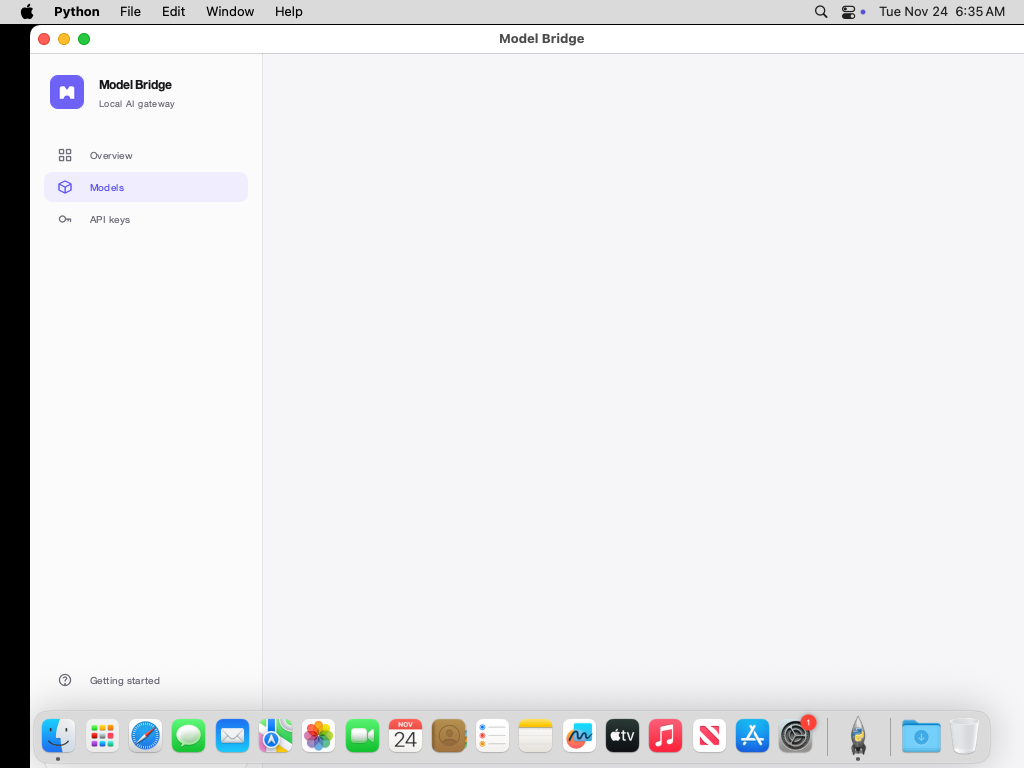 Python File Edit Window Help Tue Nov 24 6:35 AM
Model Bridge
Model Bridge
Local AI gateway
Overview
Models
API keys
Getting started
NOV
24
tv
1